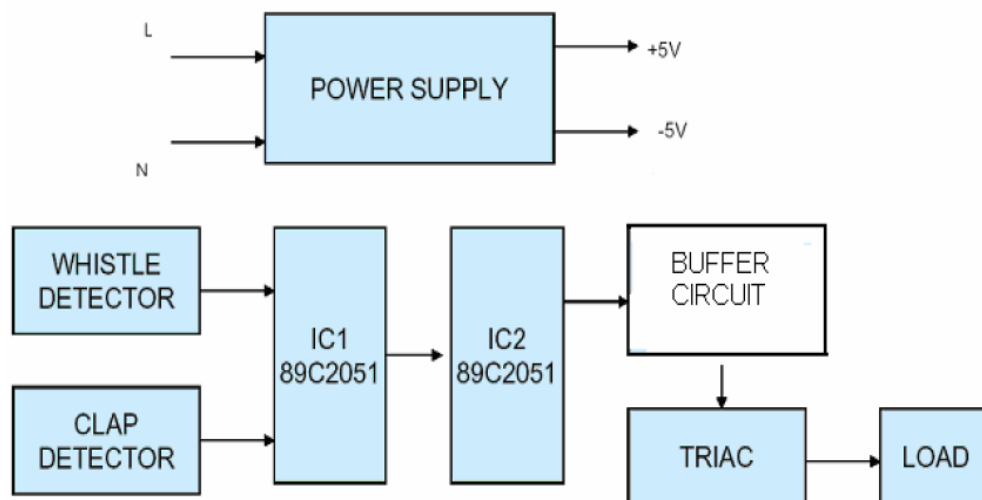 L
POWER SUPPLY
+5V
-5V
N
WHISTLE
DETECTOR
CLAP
DETECTOR
IC1
89C2051
IC2
89C2051
BUFFER
CIRCUIT
TRIAC
LOAD